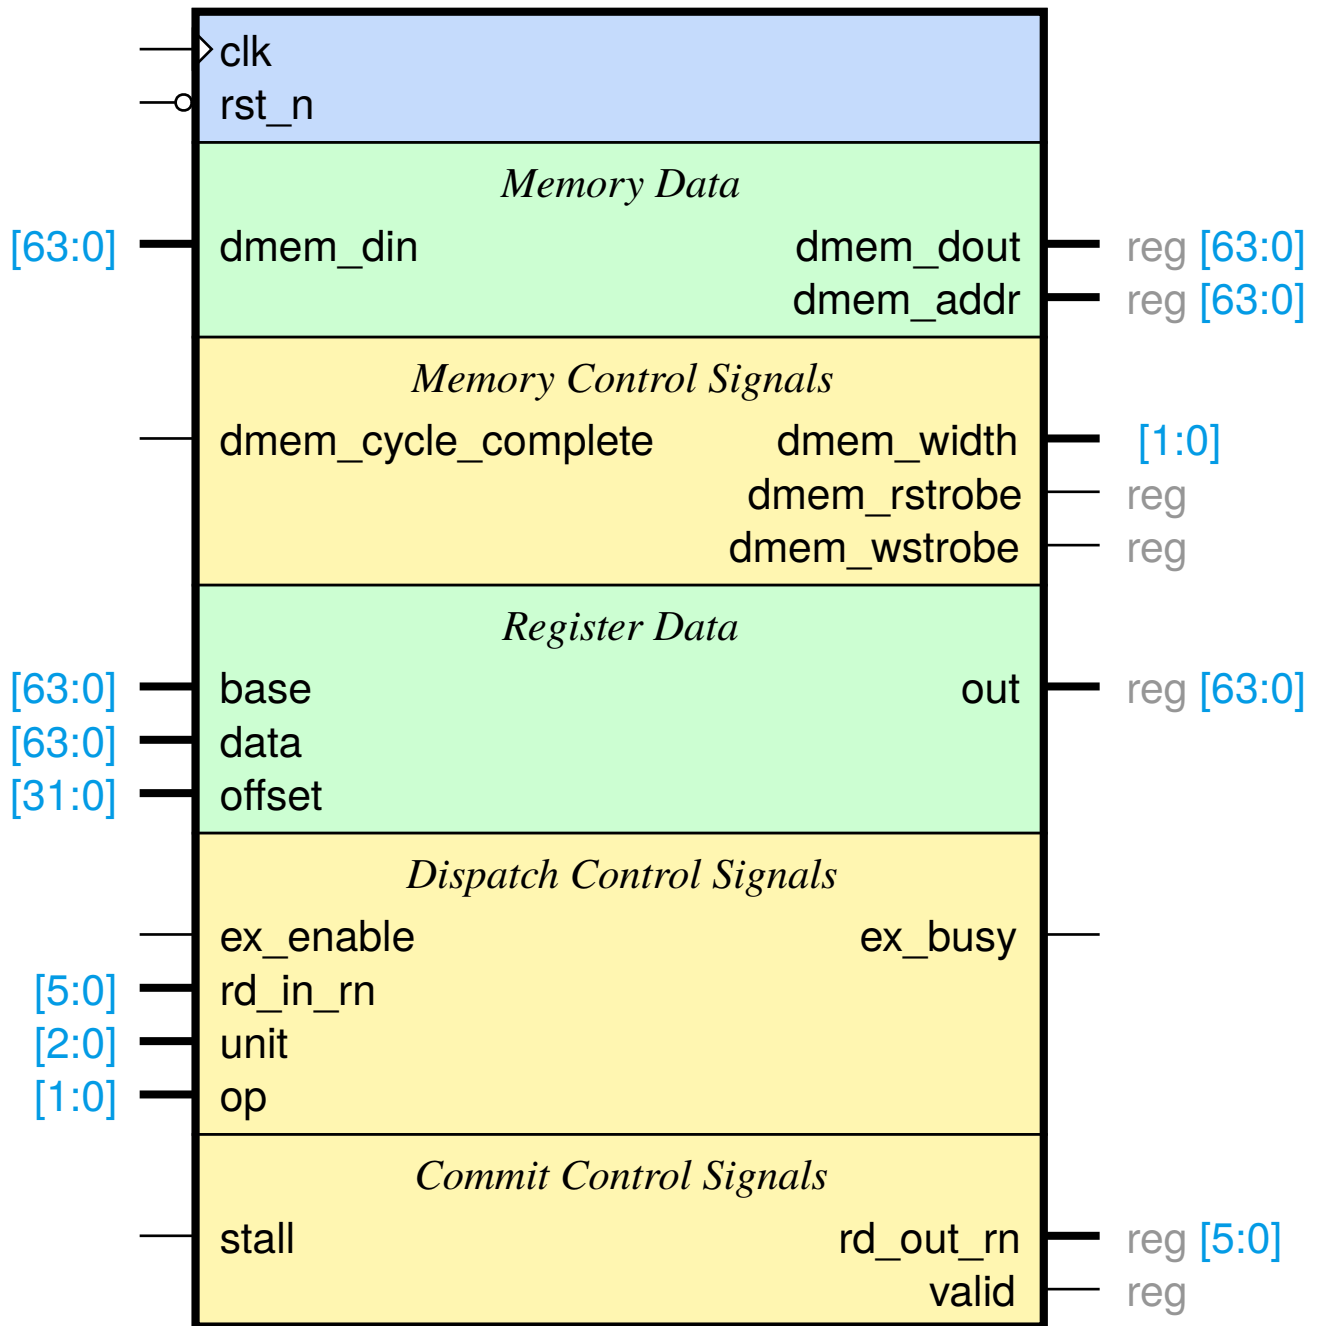 clk
rst_n
Memory Data
[63:0] dmem_din dmem_dout reg [63:0]
dmem_addr reg [63:0]
Memory Control Signals
dmem_cycle_complete dmem_width [1:0]
dmem_rstrobe reg
dmem_wstrobe reg
Register Data
[63:0] base out reg [63:0]
[63:0] data
[31:0] offset
Dispatch Control Signals
ex_enable ex_busy
[5:0] rd_in_rn
[2:0] unit
[1:0] op
Commit Control Signals
stall rd_out_rn reg [5:0]
valid reg